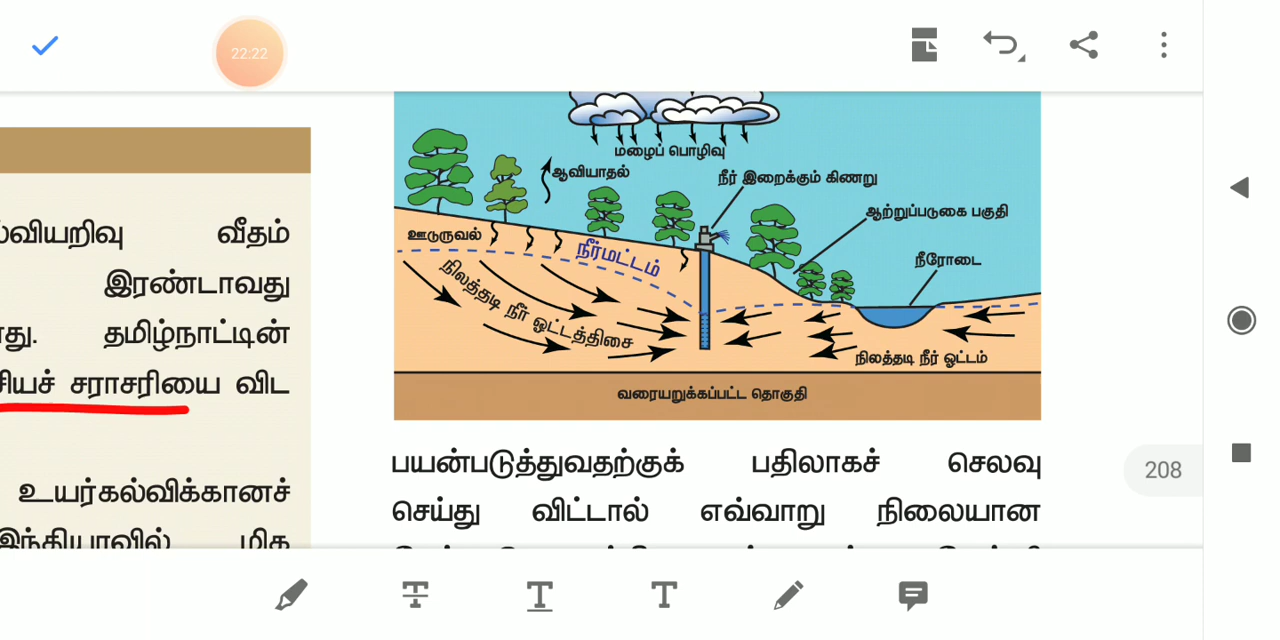 22:22
ல்வியறிவு வீதம்
இரண்டாவது
து. தமிழ்நாட்டின்
சியச் சராசரியை விட
உயர்கல்விக்கானச்
இந்தியாவில் மிக
மழைப் பொழிவு
ஆவியாதல்
நீர் இறைக்கும் கிணறு
ஆற்றுப்படுகை பகுதி
ஊடுருவல்
நீர்மட்டம்
நீரோடை
நிலத்தடி நீர் ஓட்டத்திசை
நிலத்தடி நீர் ஓட்டம்
வரையறுக்கப்பட்ட தொகுதி
பயன்படுத்துவதற்குக் பதிலாகச் செலவு
செய்து விட்டால் எவ்வாறு நிலையான
208